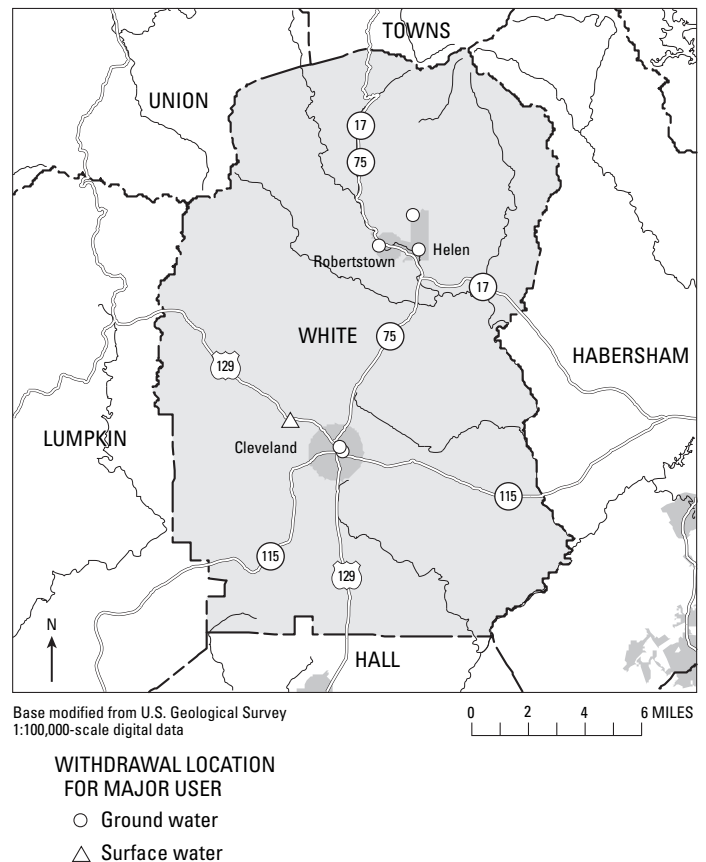 TOWNS
UNION
17
75
Helen
Robertstown
17
WHITE
75
HABERSHAM
129
LUMPKIN
Cleveland
115
115
129
N
HALL
Base modified from U.S. Geological Survey
1:100,000-scale digital data
0 2 4 6 MILES
WITHDRAWAL LOCATION
FOR MAJOR USER
Ground water
Surface water